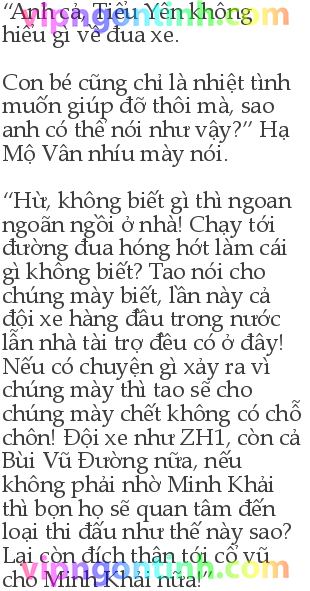 “Anh cả, Tiểu Yên không
hiểu gì về đua xe.
Con bé cũng chỉ là nhiệt tình
muốn giúp đỡ thôi mà, sao
anh có thể nói như vậy?” Hạ
Mộ Vân nhíu mày nói.
“Hừ, không biết gì thì ngoan
ngoãn ngồi ở nhà! Chạy tới
đường đua hóng hớt làm cái
gì không biết? Tao nói cho
chúng mày biết, lần này cả
đội xe hàng đầu trong nước
lẫn nhà tài trợ đều có ở đây!
Nếu có chuyện gì xảy ra vì
chúng mày thì tao sẽ cho
chúng mày chết không có chỗ
chôn! Đội xe như ZH1, còn cả
Bùi Vũ Đường nữa, nếu
không phải nhờ Minh Khải
thì bọn họ sẽ quan tâm đến
loại thi đấu như thế này sao?
Lại còn đích thân tới cổ vũ
cho Minh Khải nữa!”
vipngontinh.com
vipngontinh.com